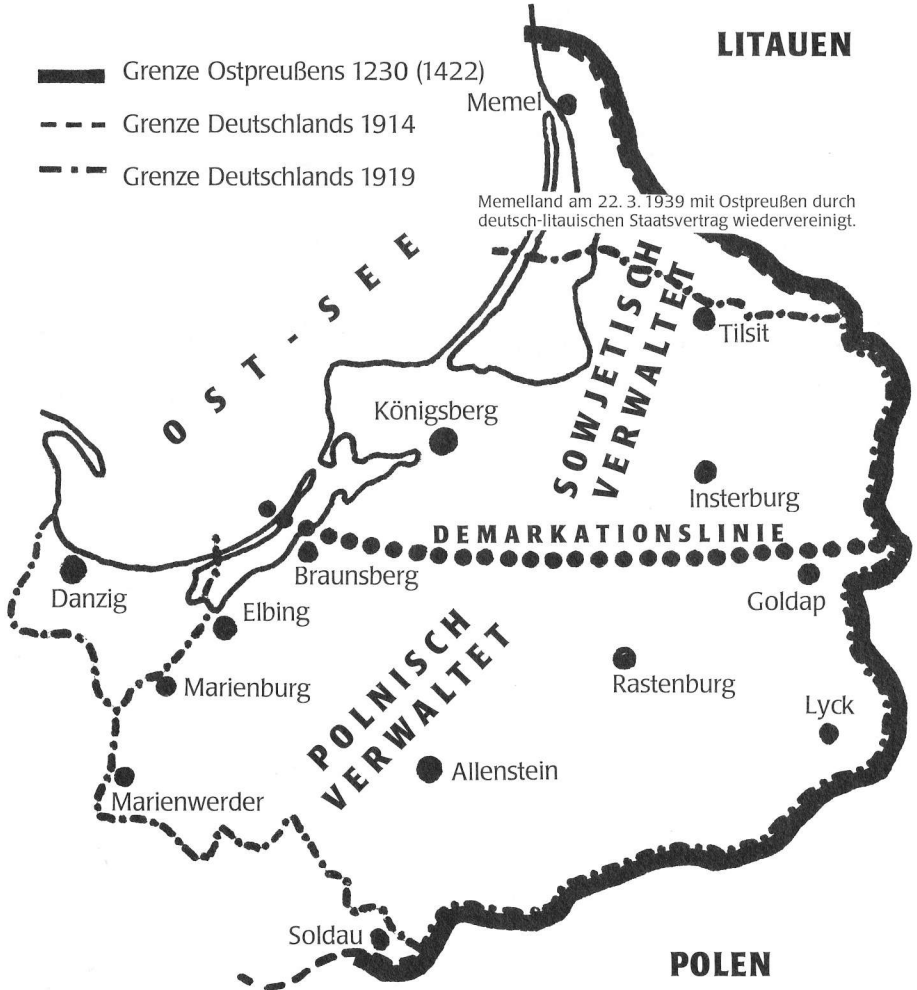 LITAUEN
Grenze Ostpreußens 1230 (1422)
Memel
Grenze Deutschlands 1914
Grenze Deutschlands 1919
Memelland am 22. 3. 1939 mit Ostpreußen durch
deutsch-litauischen Staatsvertrag wiedervereinigt.
OST-SEE
SOWJETISCH
VERWALTET
Tilsit
Königsberg
Insterburg
DEMARKATIONSLINIE
Braunsberg
Danzig
Goldap
Elbing
POLNISCH
VERWALTET
Marienburg
Rastenburg
Lyck
Allenstein
Marienwerder
Soldau
POLEN